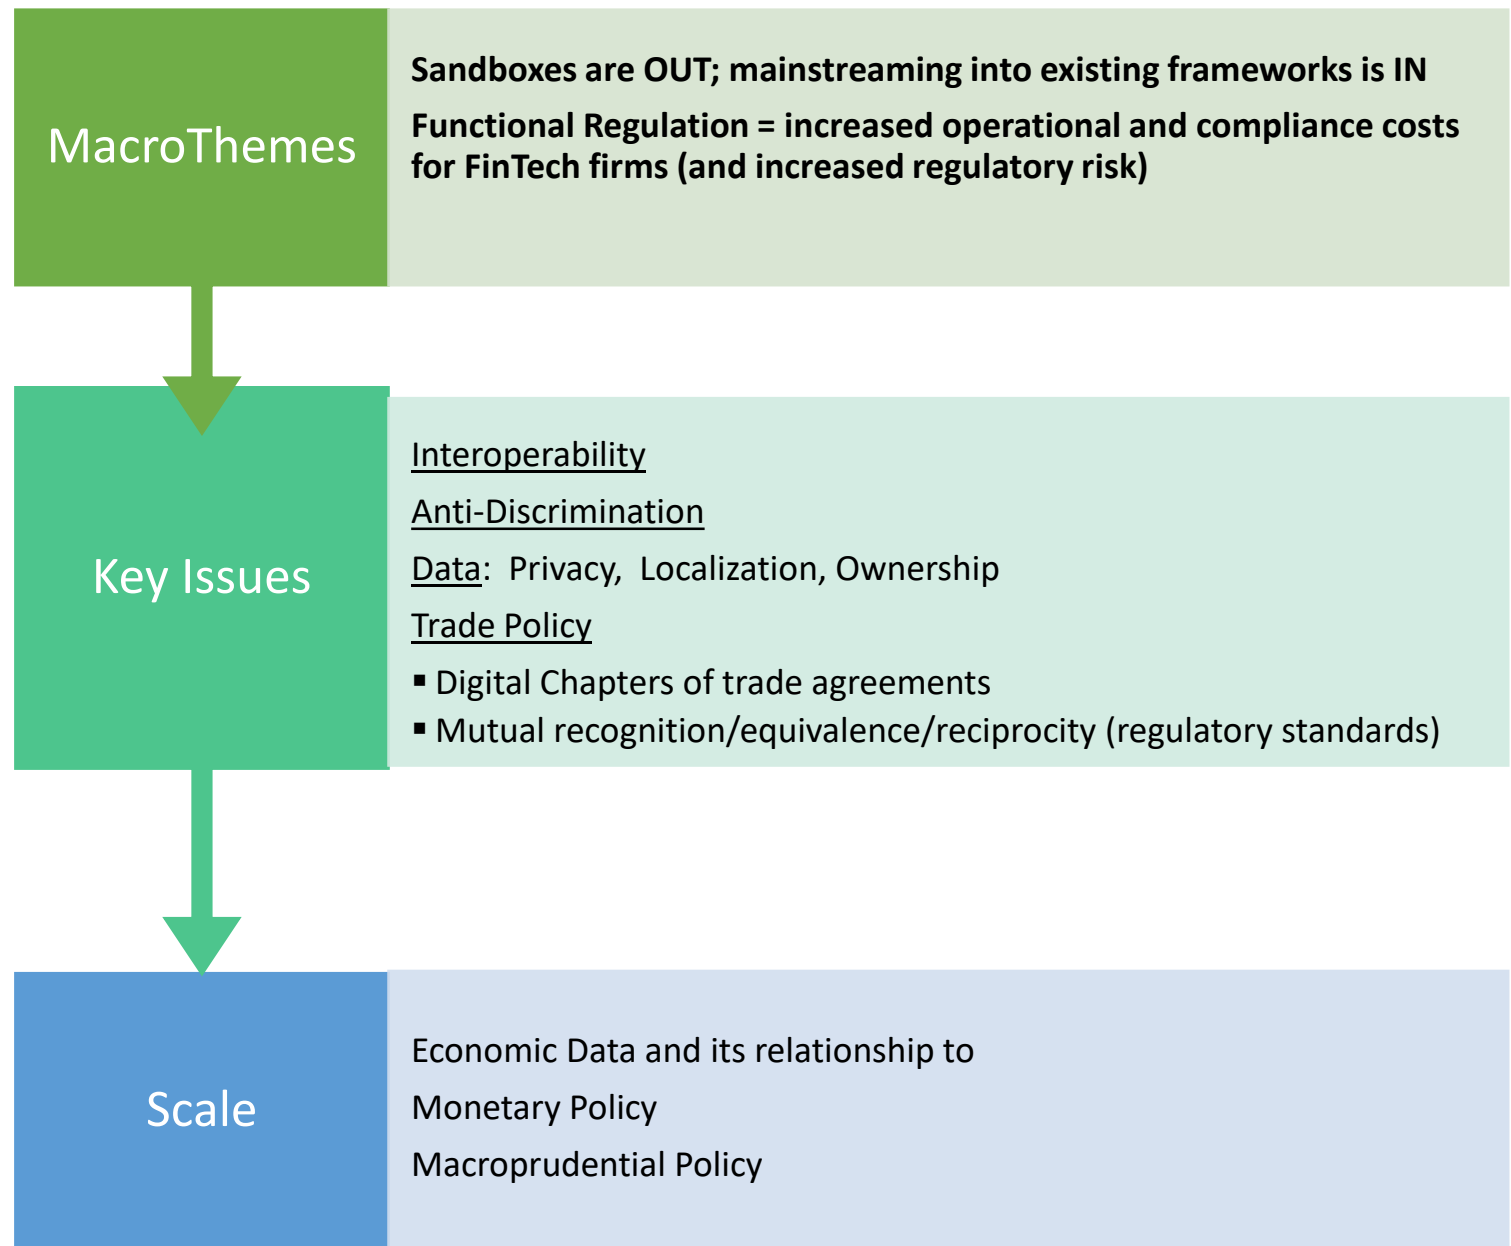 MacroThemes
Sandboxes are OUT; mainstreaming into existing frameworks is IN
Functional Regulation = increased operational and compliance costs
for FinTech firms (and increased regulatory risk)
Key Issues
Interoperability
Anti-Discrimination
Data:  Privacy,  Localization, Ownership
Trade Policy
▪ Digital Chapters of trade agreements
▪ Mutual recognition/equivalence/reciprocity (regulatory standards)
Scale
Economic Data and its relationship to
Monetary Policy
Macroprudential Policy